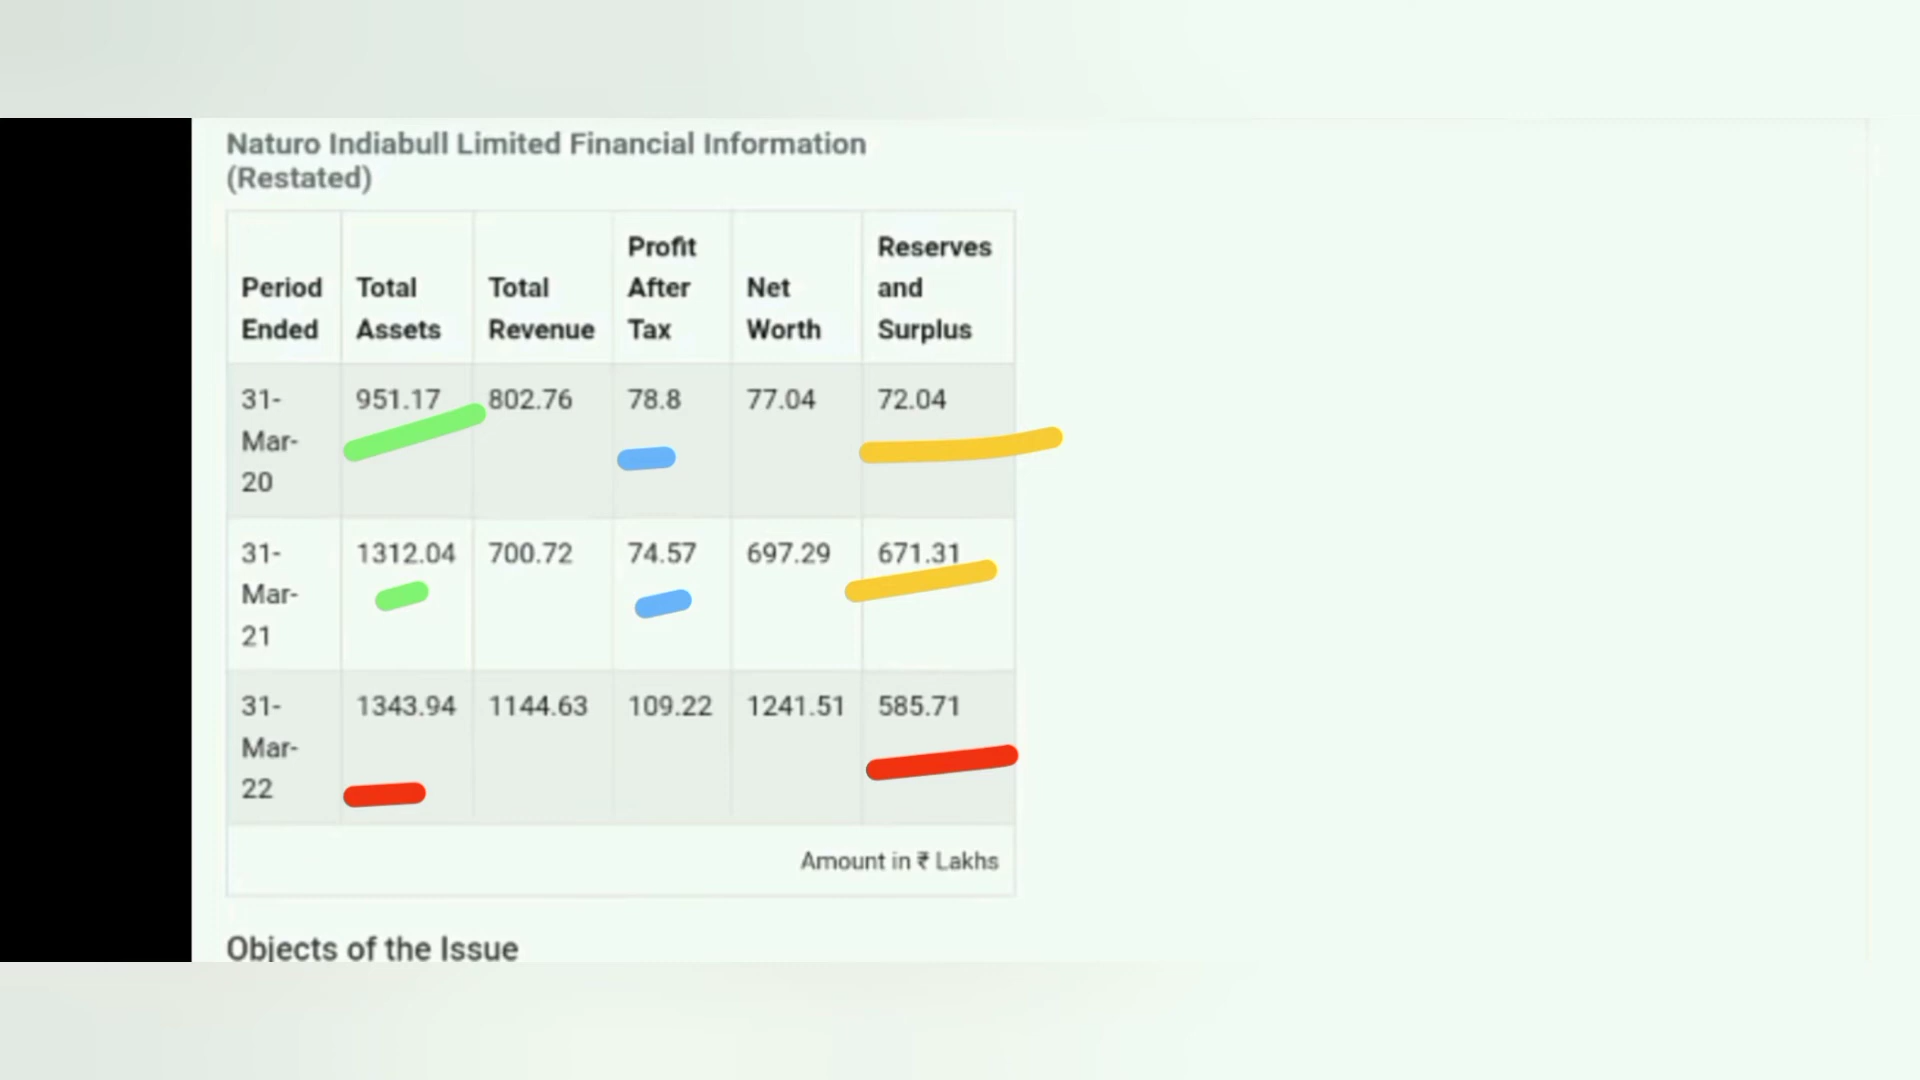 Naturo Indiabull Limited Financial Information
(Restated)
Period Ended Total Assets Total Revenue Profit After Tax Net Worth Reserves and Surplus
31-Mar-20 951.17 802.76 78.8 77.04 72.04
31-Mar-21 1312.04 700.72 74.57 697.29 671.31
31-Mar-22 1343.94 1144.63 109.22 1241.51 585.71
Amount in ₹ Lakhs
Objects of the Issue